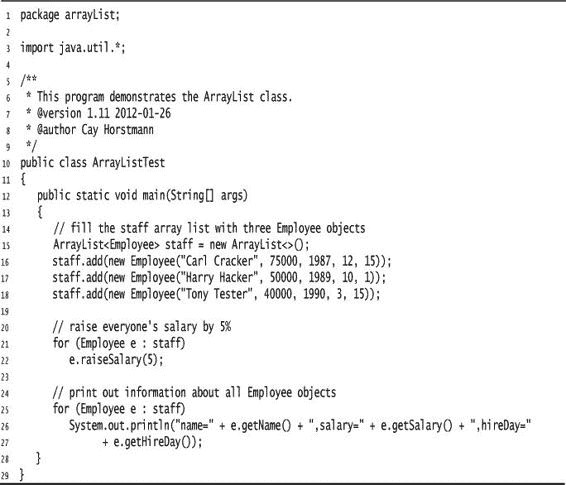 1 package arrayList;
2
3 import java.util.*;
4
5 /**
6 * This program demonstrates the ArrayList class.
7 * @version 1.11 2012-01-26
8 * @author Cay Horstmann
9 */
10 public class ArrayListTest
11 {
12 public static void main(String[] args)
13 {
14 // fill the staff array list with three Employee objects
15 ArrayList<Employee> staff = new ArrayList<>();
16 staff.add(new Employee("Carl Cracker", 75000, 1987, 12, 15));
17 staff.add(new Employee("Harry Hacker", 50000, 1989, 10, 1));
18 staff.add(new Employee("Tony Tester", 40000, 1990, 3, 15));
19
20 // raise everyone's salary by 5%
21 for (Employee e : staff)
22 e.raiseSalary(5);
23
24 // print out information about all Employee objects
25 for (Employee e : staff)
26 System.out.println("name=" + e.getName() + ",salary=" + e.getSalary() + ",hireDay="
27 + e.getHireDay());
28 }
29 }